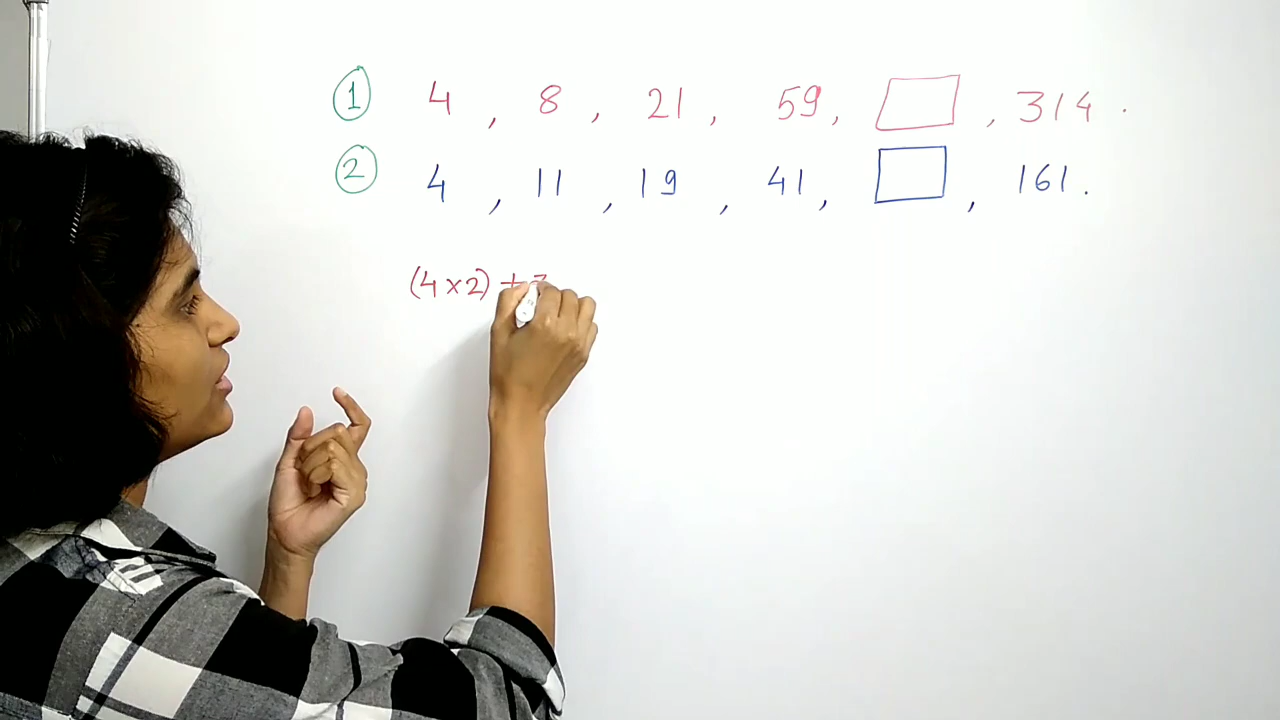 ① 4 , 8 , 21 , 59 , □ , 314 .
② 4 , 11 , 19 , 41 , □ , 161 .
(4 × 2) +